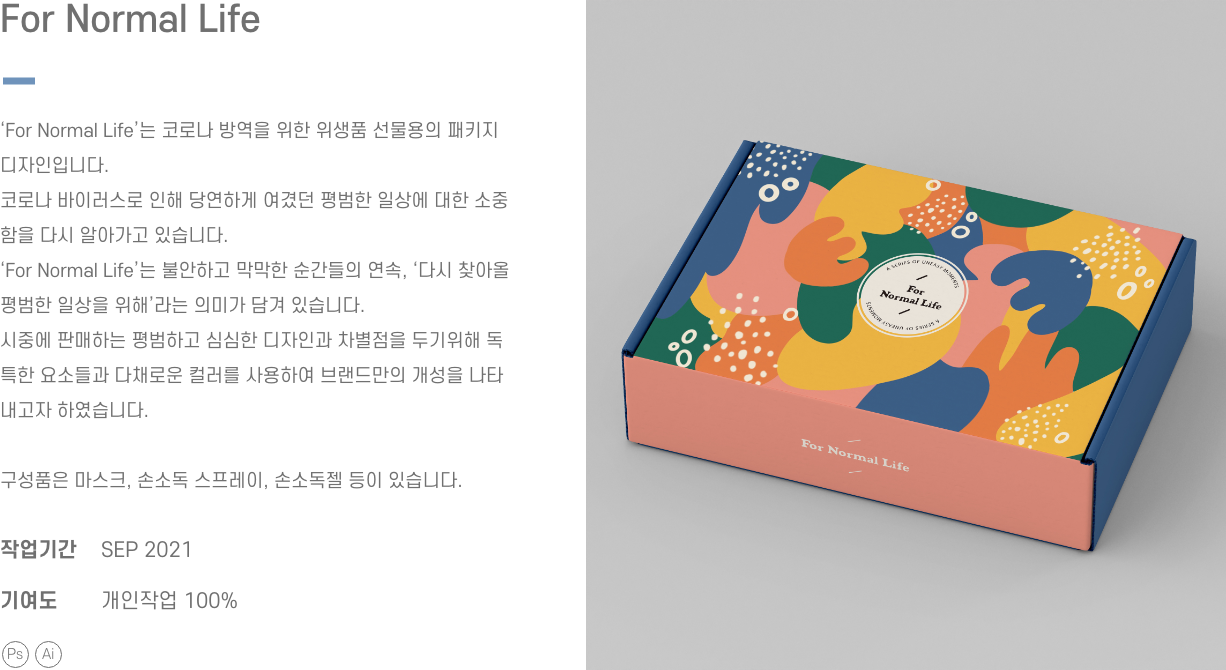 For Normal Life
‘For Normal Life’는 코로나 방역을 위한 위생품 선물용의 패키지
디자인입니다.
코로나 바이러스로 인해 당연하게 여겼던 평범한 일상에 대한 소중
함을 다시 알아가고 있습니다.
‘For Normal Life’는 불안하고 막막한 순간들의 연속, ‘다시 찾아올
평범한 일상을 위해’라는 의미가 담겨 있습니다.
시중에 판매하는 평범하고 심심한 디자인과 차별점을 두기위해 독
특한 요소들과 다채로운 컬러를 사용하여 브랜드만의 개성을 나타
내고자 하였습니다.
구성품은 마스크, 손소독 스프레이, 손소독젤 등이 있습니다.
작업기간 SEP 2021
기여도 개인작업 100%
Ps Ai
A SERIES OF UNEASY MOMENTS
For
Normal Life
A SERIES OF UNEASY MOMENTS
For Normal Life